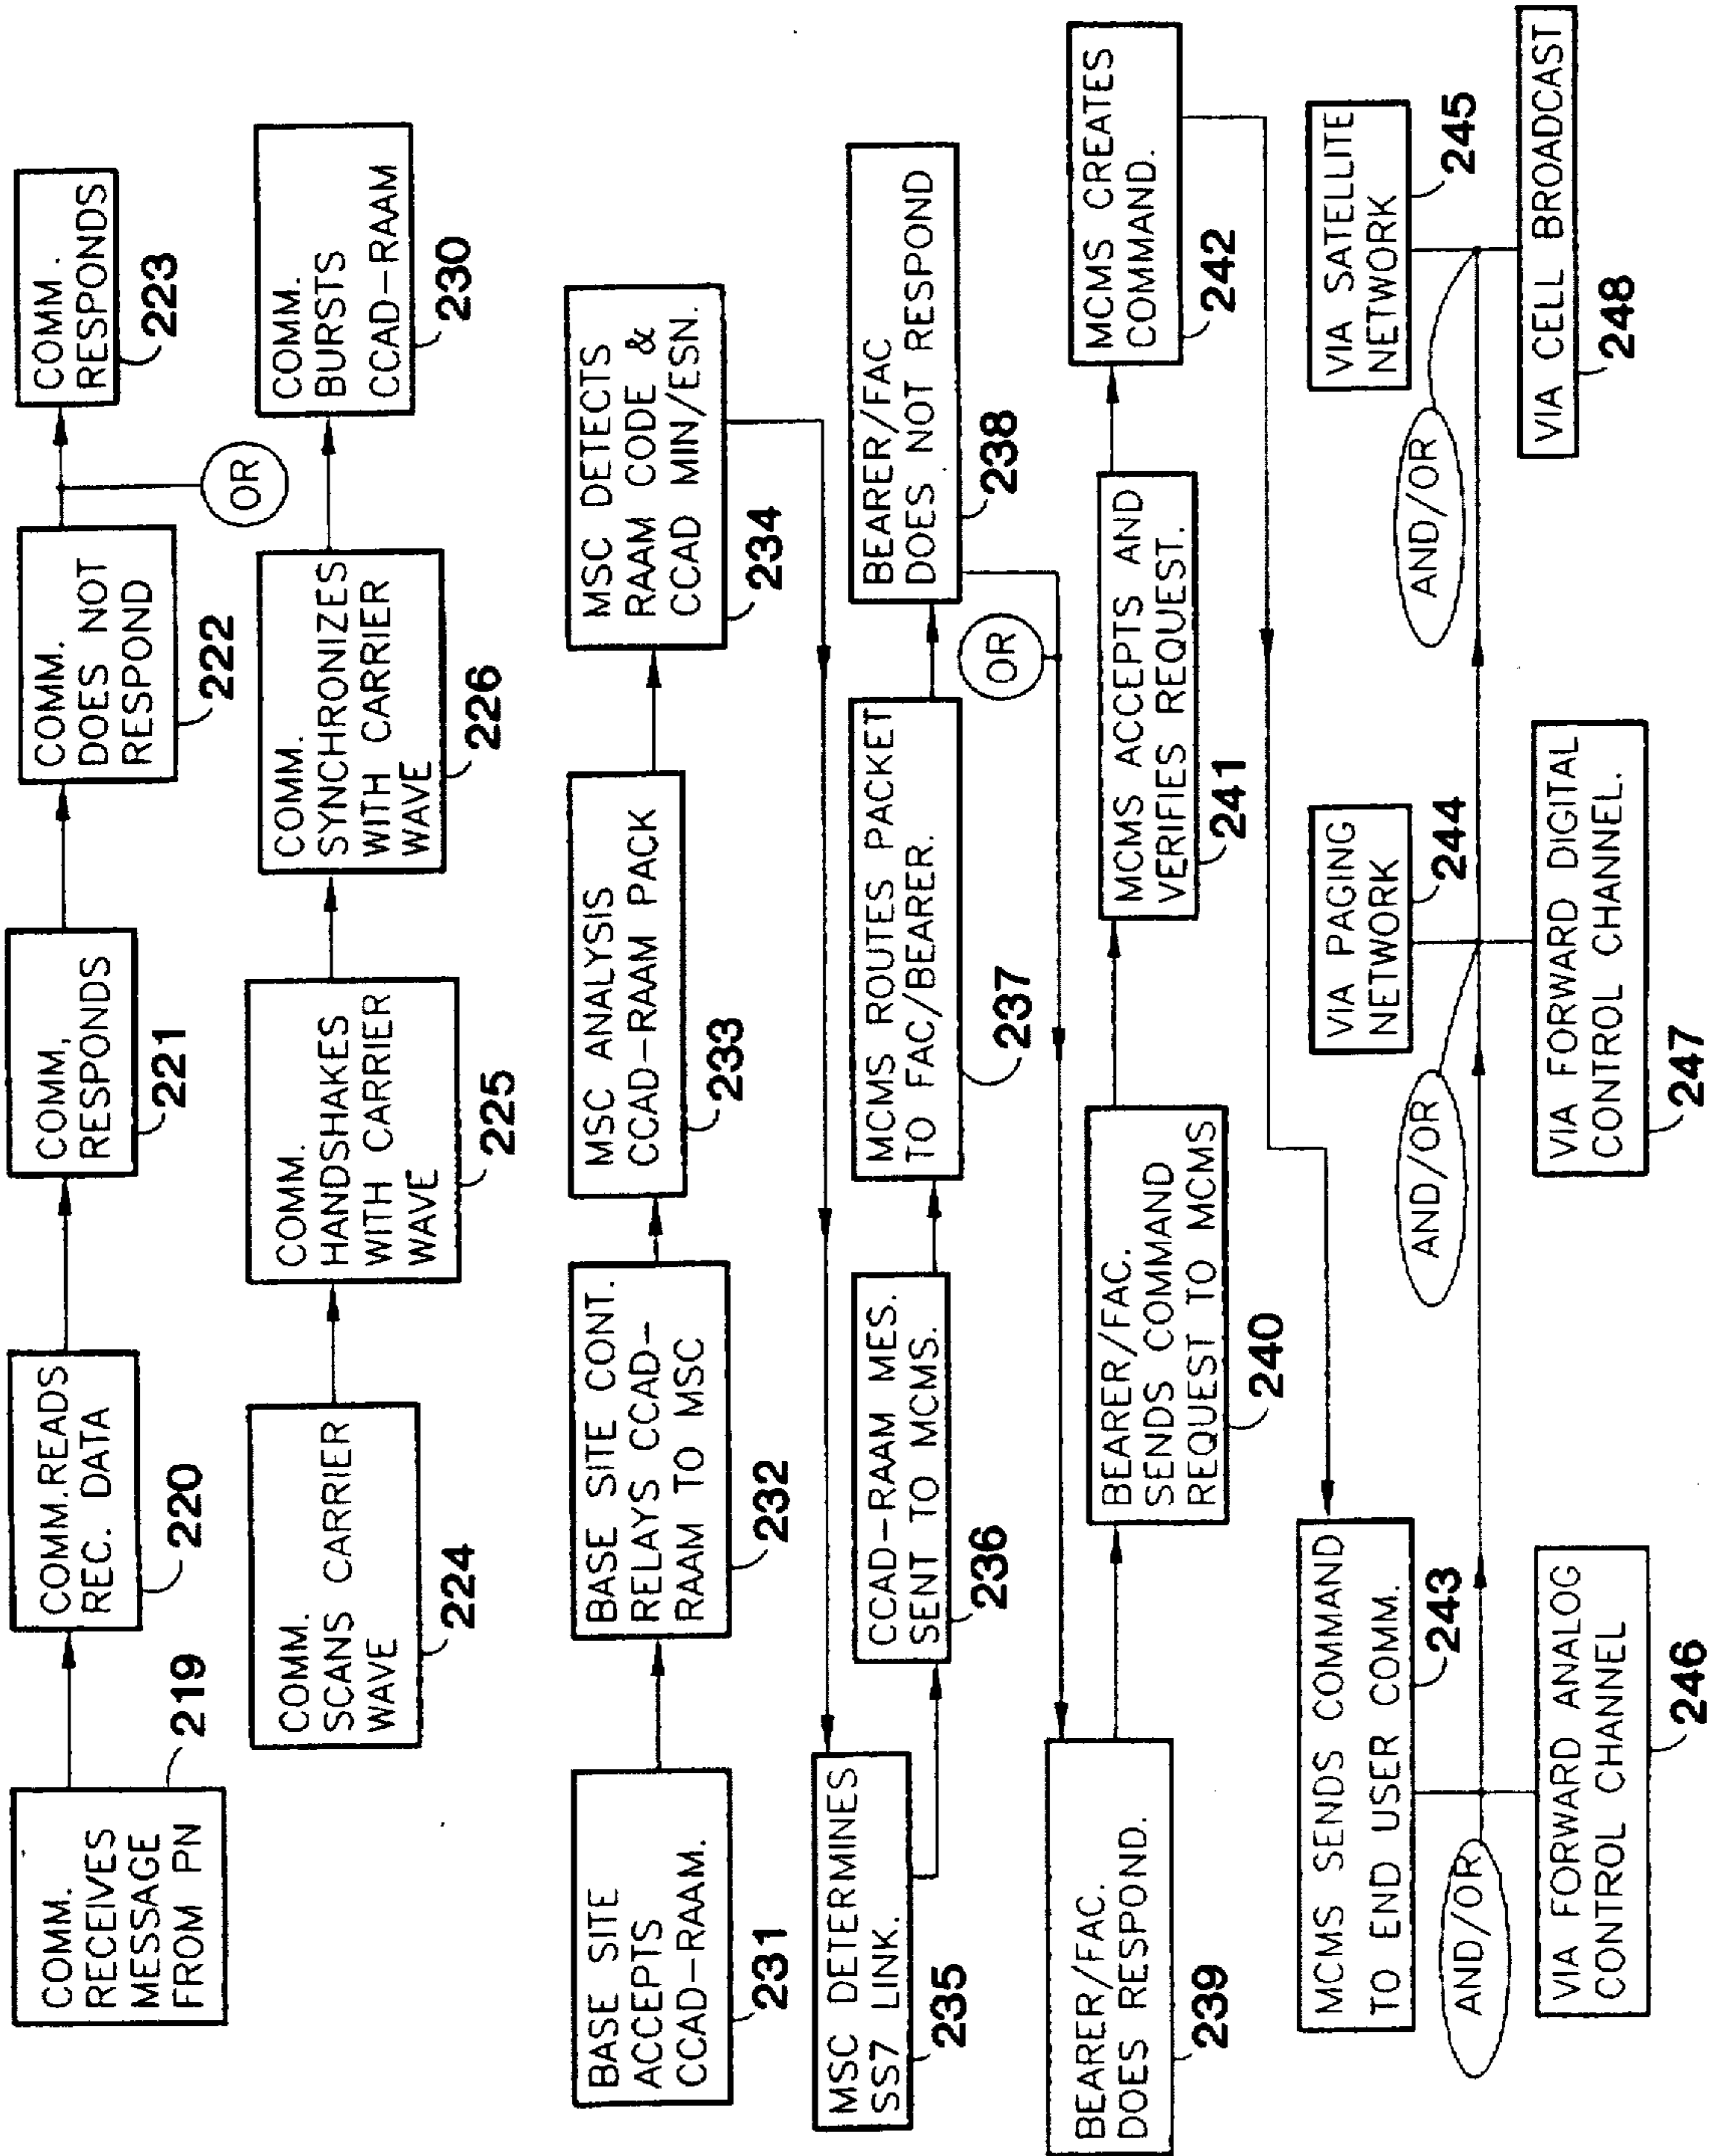 COMM.
RECEIVES
MESSAGE
FROM PN
219
COMM.READS
REC. DATA
220
COMM,
RESPONDS
221
COMM.
DOES NOT
RESPOND
222
OR
COMM.
RESPONDS
223
COMM.
SCANS CARRIER
WAVE
224
COMM.
HANDSHAKES
WITH CARRIER
WAVE
225
COMM.
SYNCHRONIZES
WITH CARRIER
WAVE
226
COMM.
BURSTS
CCAD-RAAM
230
BASE SITE
ACCEPTS
CCAD-RAAM.
231
BASE SITE CONT.
RELAYS CCAD-
RAAM TO MSC
232
MSC ANALYSIS
CCAD-RAAM PACK
233
MSC DETECTS
RAAM CODE &
CCAD MIN/ESN.
234
MSC DETERMINES
SS7 LINK.
235
CCAD-RAAM MES.
SENT TO MCMS.
236
MCMS ROUTES PACKET
TO FAC/BEARER.
237
BEARER/FAC
DOES NOT RESPOND
238
OR
BEARER/FAC.
DOES RESPOND.
239
BEARER/FAC.
SENDS COMMAND
REQUEST TO MCMS
240
MCMS ACCEPTS AND
VERIFIES REQUEST.
241
MCMS CREATES
COMMAND.
242
MCMS SENDS COMMAND
TO END USER COMM.
243
VIA PAGING
NETWORK
244
VIA SATELLITE
NETWORK
245
AND/OR
AND/OR
AND/OR
VIA FORWARD ANALOG
CONTROL CHANNEL
246
VIA FORWARD DIGITAL
CONTROL CHANNEL.
247
VIA CELL BROADCAST
248